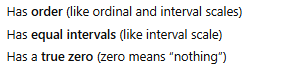 Has order (like ordinal and interval scales)
Has equal intervals (like interval scale)
Has a true zero (zero means “nothing”)